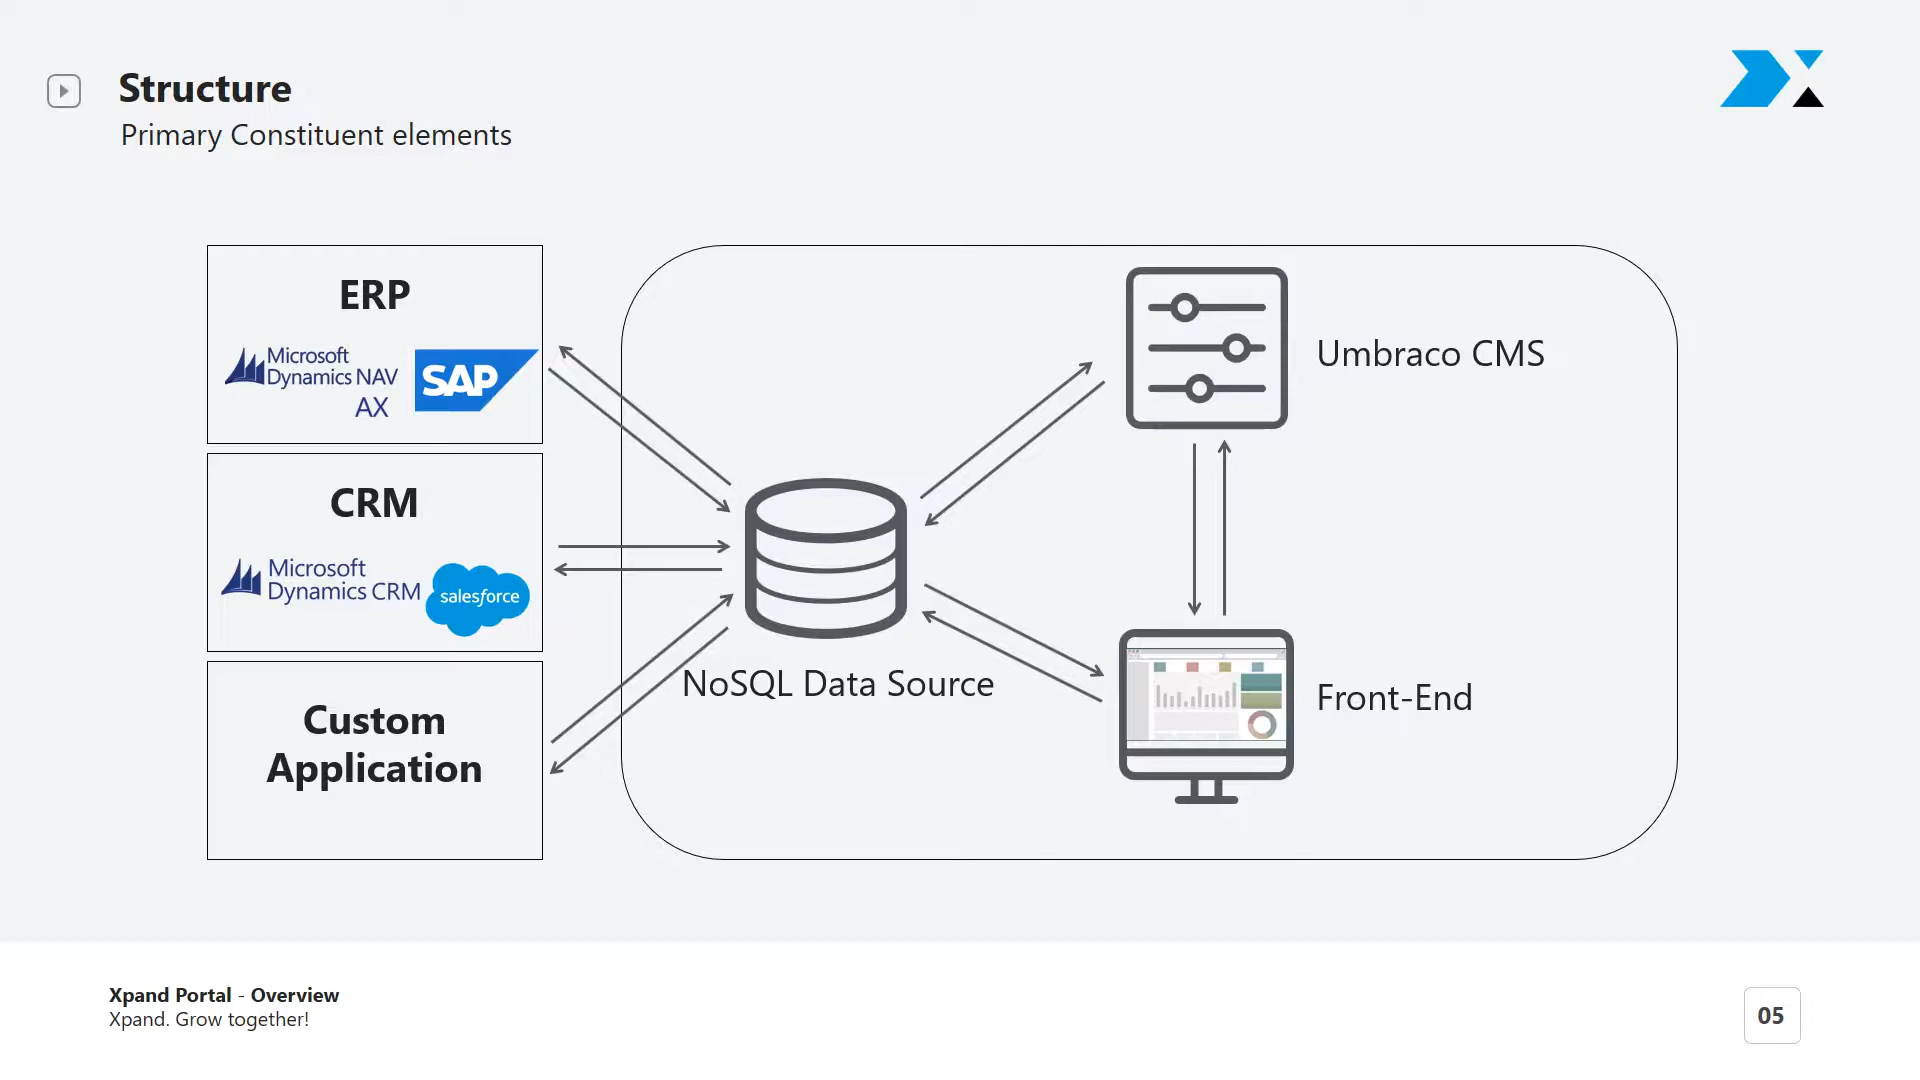 Structure
Primary Constituent elements
ERP
Microsoft
Dynamics NAV
AX
SAP
CRM
Microsoft
Dynamics CRM
salesforce
Custom
Application
NoSQL Data Source
Umbraco CMS
Front-End
Xpand Portal - Overview
Xpand. Grow together!
05